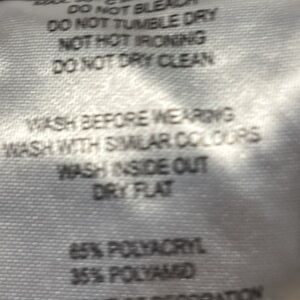 DO NOT BLEACH
DO NOT TUMBLE DRY
NOT HOT IRONING
DO NOT DRY CLEAN
WASH BEFORE WEARING
WASH WITH SIMILAR COLOURS
WASH INSIDE OUT
DRY FLAT
65% POLYACRYL
35% POLYAMID